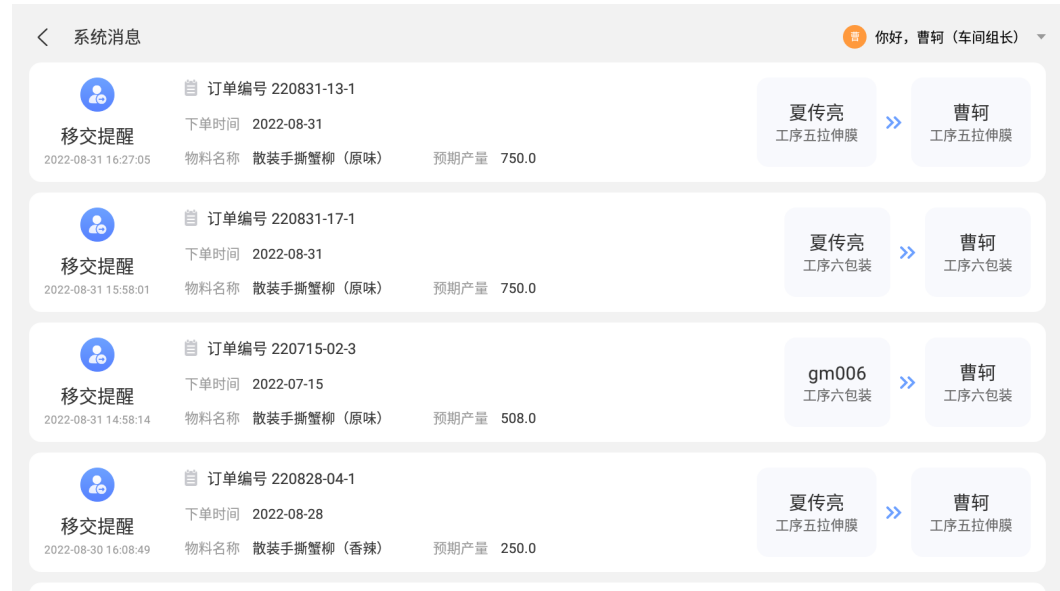 系统消息
曹 你好，曹轲（车间组长）
订单编号 220831-13-1
移交提醒
2022-08-31 16:27:05
下单时间 2022-08-31
物料名称 散装手撕蟹柳（原味） 预期产量 750.0
夏传亮
工序五拉伸膜
曹轲
工序五拉伸膜
订单编号 220831-17-1
移交提醒
2022-08-31 15:58:01
下单时间 2022-08-31
物料名称 散装手撕蟹柳（原味） 预期产量 750.0
夏传亮
工序六包装
曹轲
工序六包装
订单编号 220715-02-3
移交提醒
2022-08-31 14:58:14
下单时间 2022-07-15
物料名称 散装手撕蟹柳（原味） 预期产量 508.0
gm006
工序六包装
曹轲
工序六包装
订单编号 220828-04-1
移交提醒
2022-08-30 16:08:49
下单时间 2022-08-28
物料名称 散装手撕蟹柳（香辣） 预期产量 250.0
夏传亮
工序五拉伸膜
曹轲
工序五拉伸膜